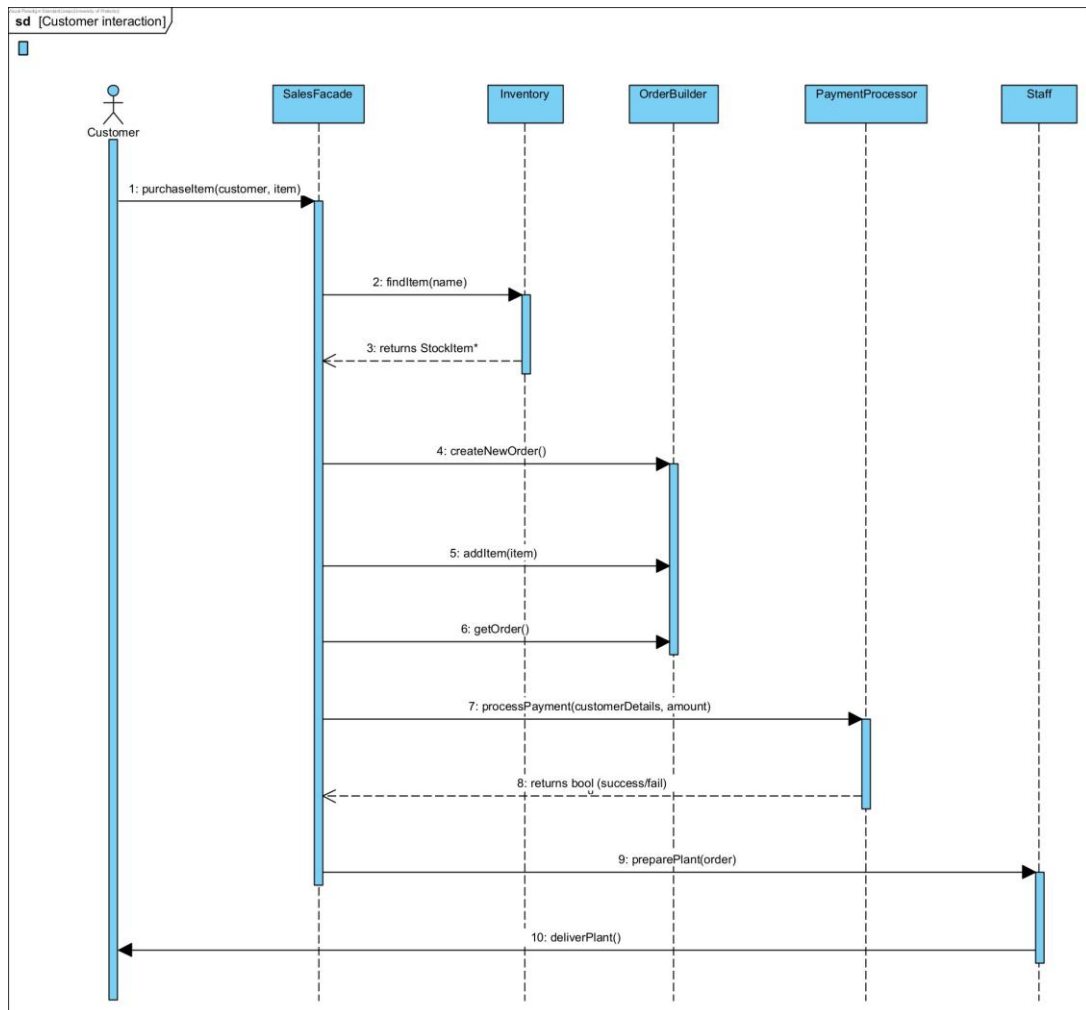 sd [Customer interaction]
Customer
SalesFacade
Inventory
OrderBuilder
PaymentProcessor
Staff
1: purchaseItem(customer, item)
2: findItem(name)
3: returns StockItem*
4: createNewOrder()
5: addItem(item)
6: getOrder()
7: processPayment(customerDetails, amount)
8: returns bool (success/fail)
9: preparePlant(order)
10: deliverPlant()